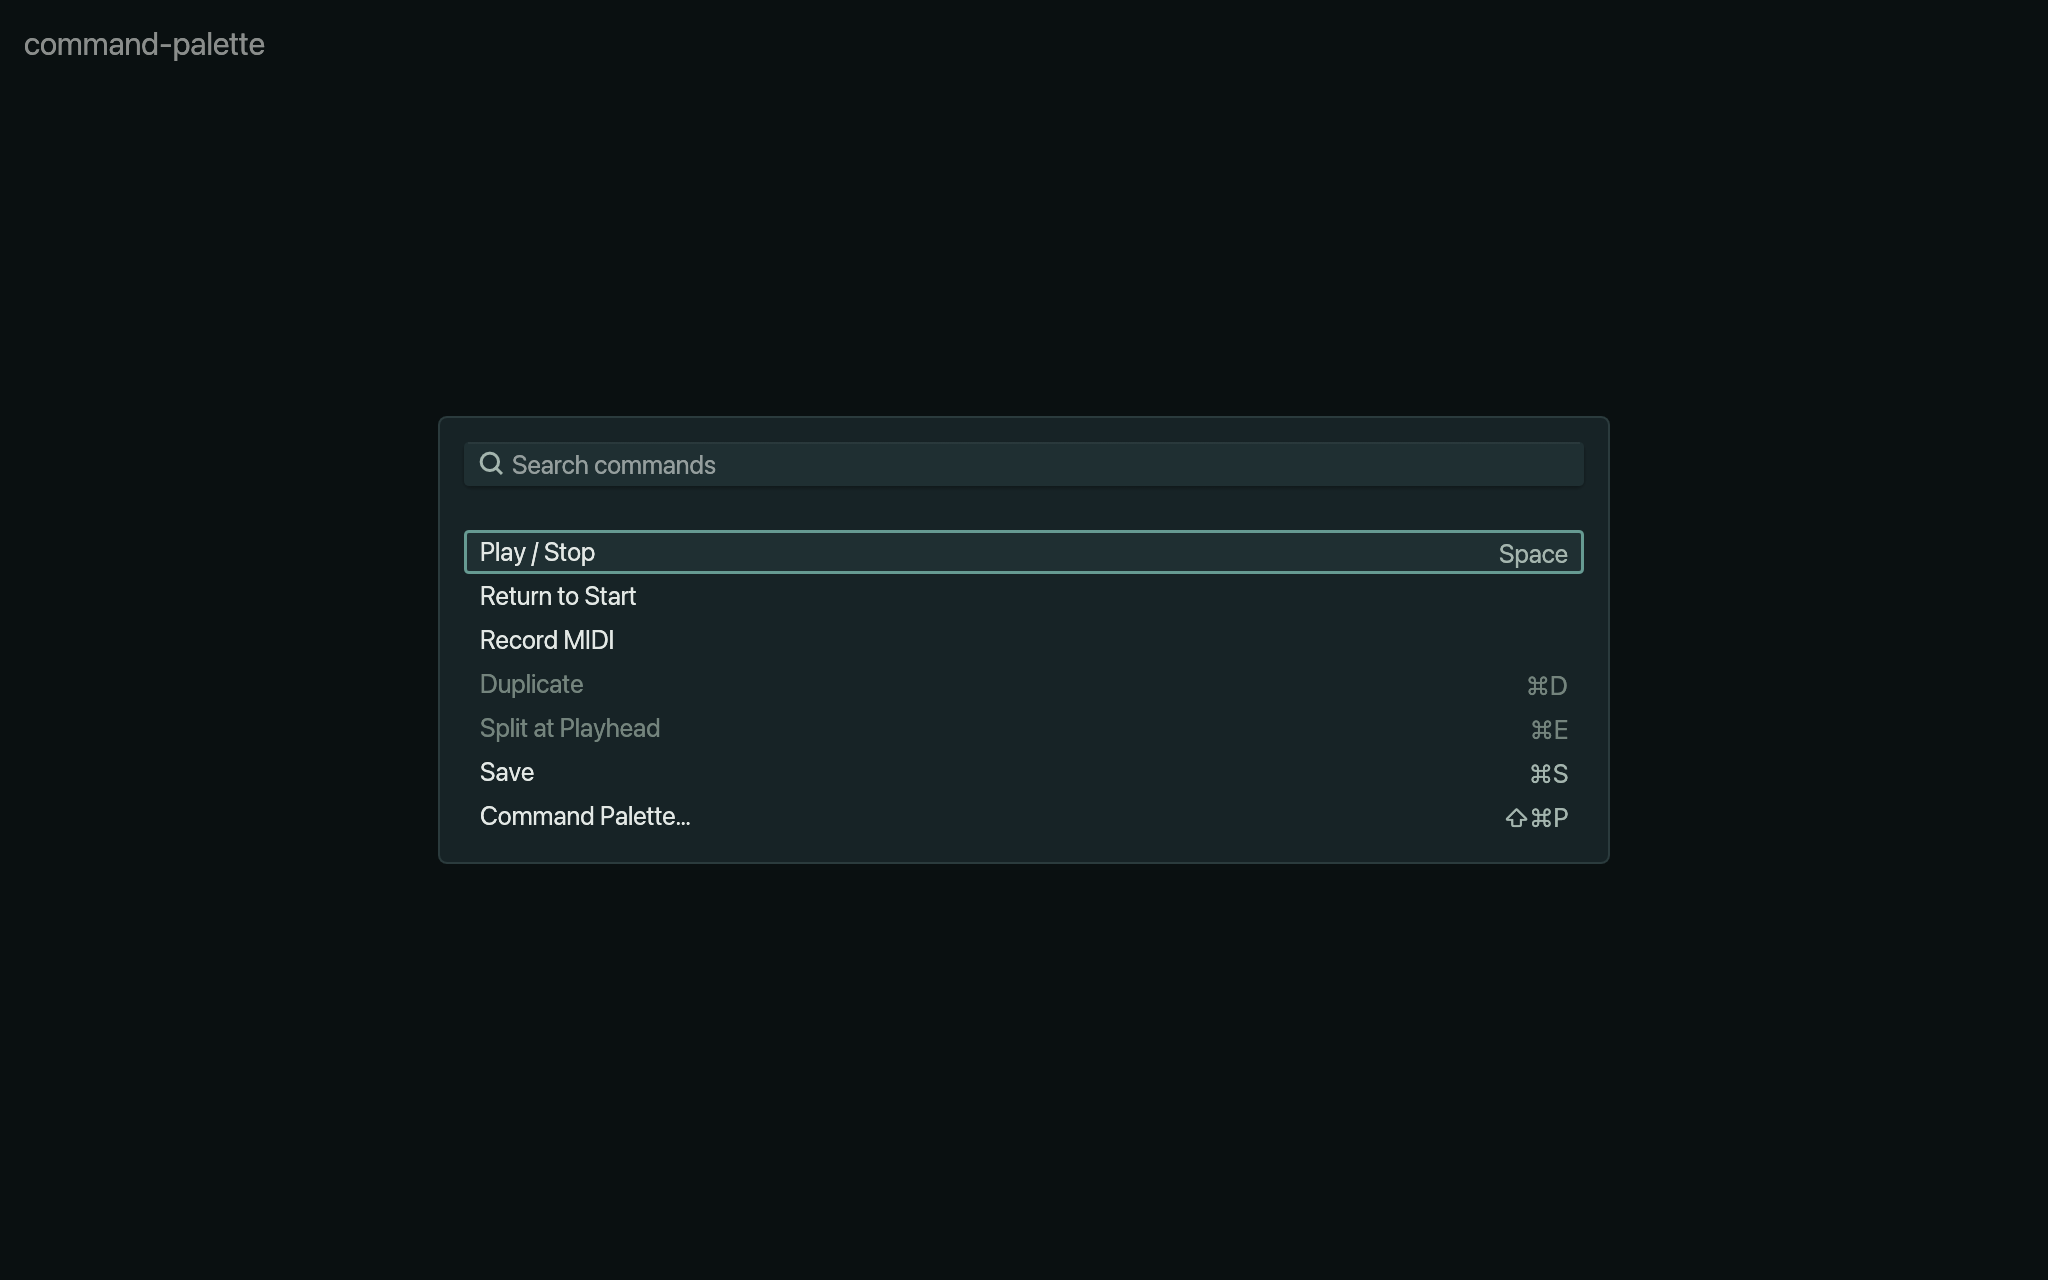 command-palette
Search commands
Play / Stop Space
Return to Start
Record MIDI
Duplicate ⌘D
Split at Playhead ⌘E
Save ⌘S
Command Palette... ⇧⌘P